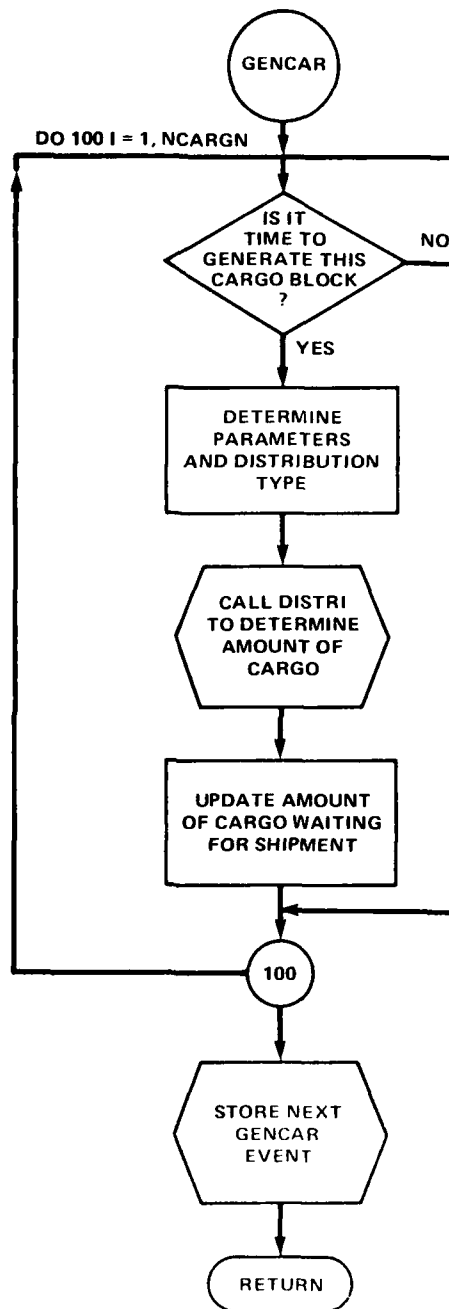 GENCAR
DO 100 I = 1, NCARGN
IS IT
TIME TO
GENERATE THIS
CARGO BLOCK
?
NO
YES
DETERMINE
PARAMETERS
AND DISTRIBUTION
TYPE
CALL DISTRI
TO DETERMINE
AMOUNT OF
CARGO
UPDATE AMOUNT
OF CARGO WAITING
FOR SHIPMENT
100
STORE NEXT
GENCAR
EVENT
RETURN